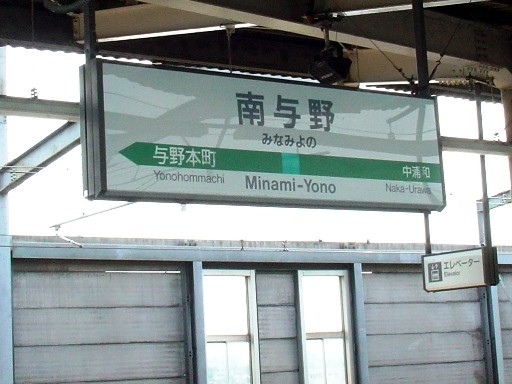 南与野
みなみよの
与野本町
中浦和
Yonohommachi
Minami-Yono
Naka-Urawa
エレベーター
Elevator